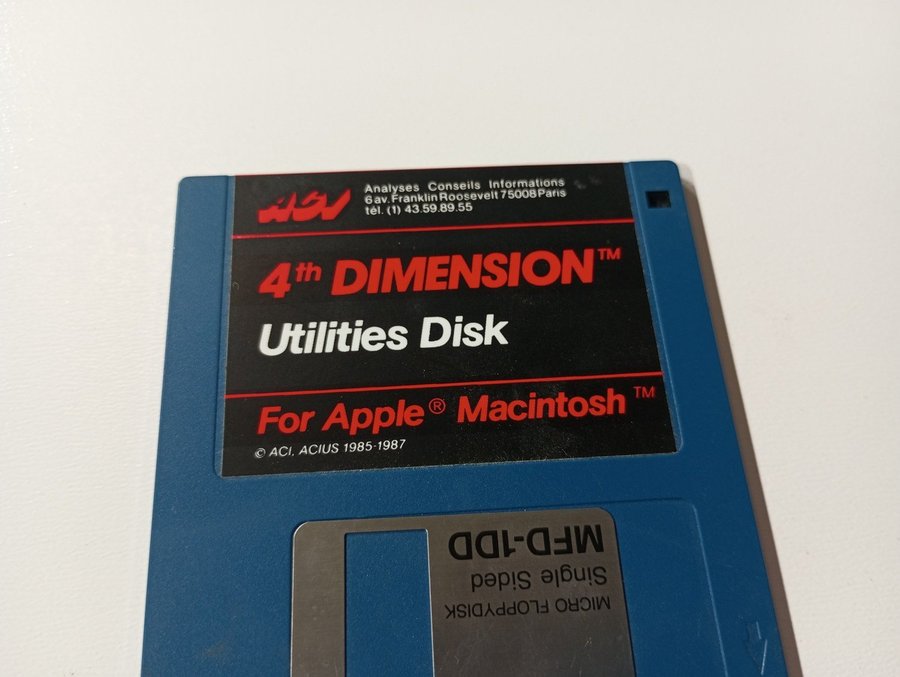 ACI
Analyses Conseils Informations
6 av. Franklin Roosevelt 75008 Paris
tél. (1) 43.59.89.55
4th DIMENSION™
Utilities Disk
For Apple® Macintosh™
© ACI, ACIUS 1985-1987
MFD-1DD
Single Sided
MICRO FLOPPYDISK